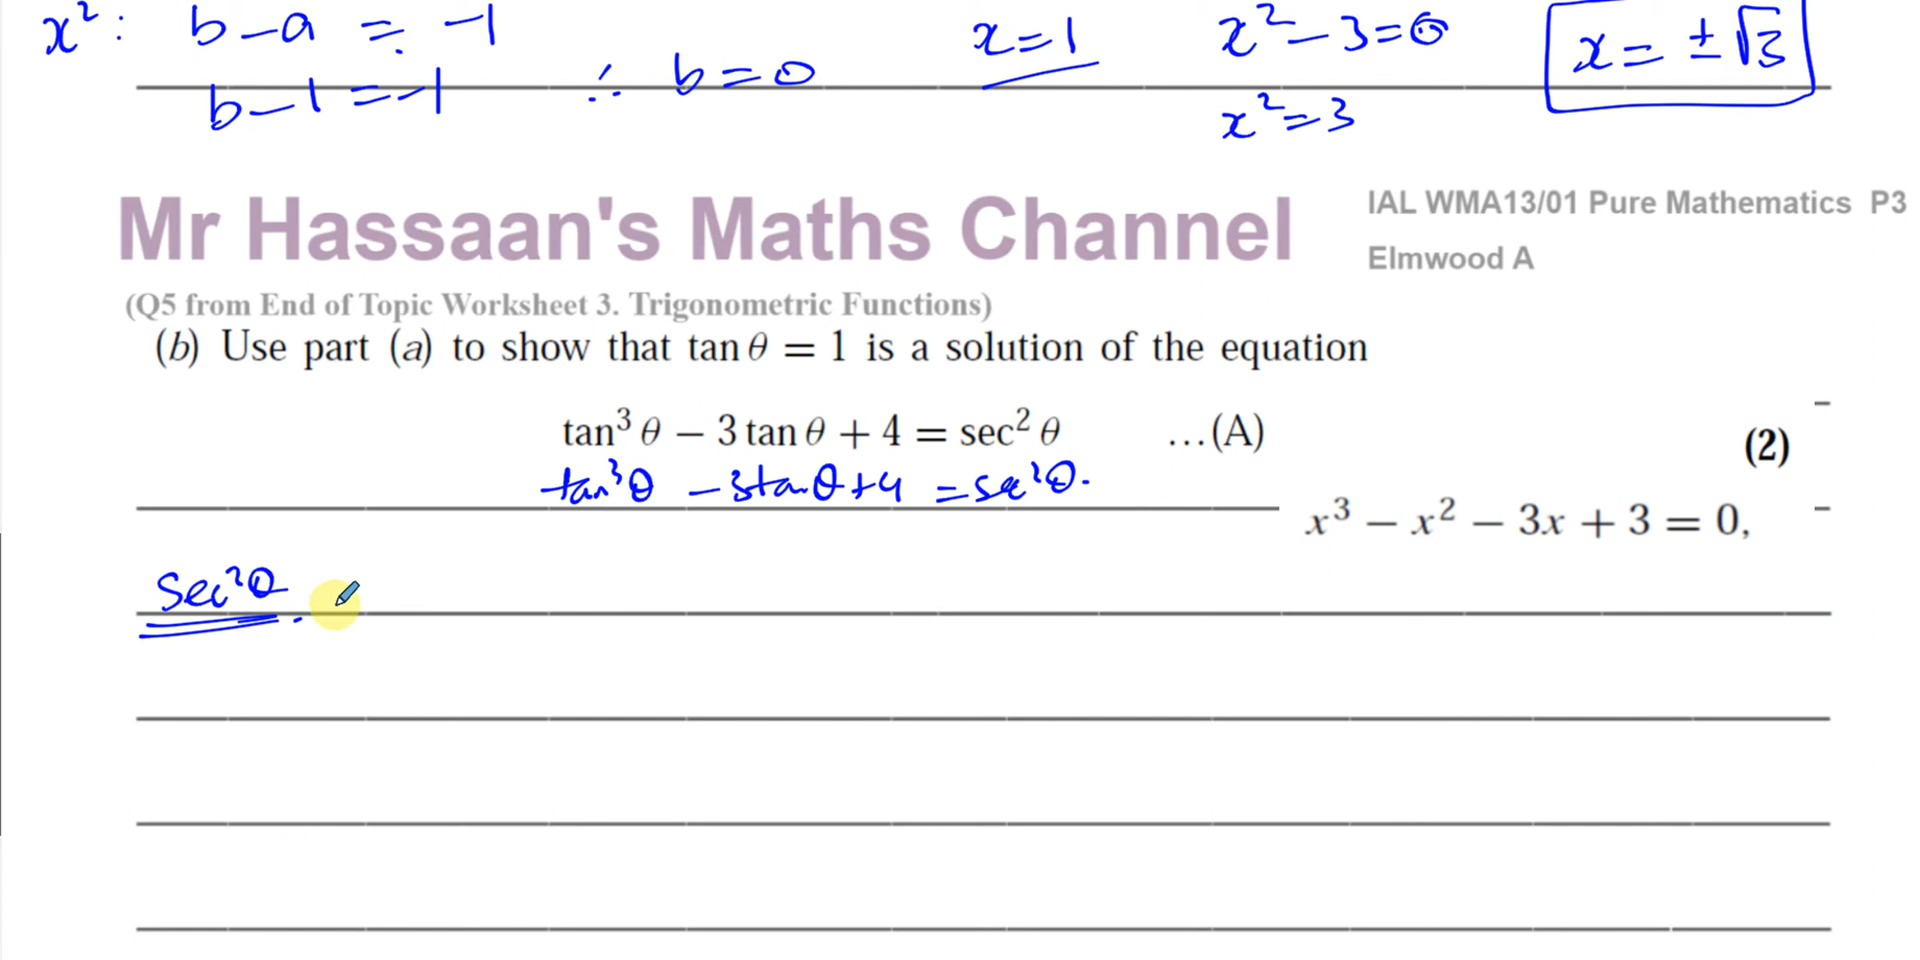 x²: b - a = -1 x = 1 x² - 3 = 0 x = ±√3
b - 1 = -1 ∴ b = 0 x² = 3
Mr Hassaan's Maths Channel
IAL WMA13/01 Pure Mathematics P3
Elmwood A
(Q5 from End of Topic Worksheet 3. Trigonometric Functions)
(b) Use part (a) to show that tan θ = 1 is a solution of the equation
tan³ θ − 3 tan θ + 4 = sec² θ …(A) (2)
tan³θ - 3tanθ + 4 = sec²θ.
x³ − x² − 3x + 3 = 0,
sec²θ.